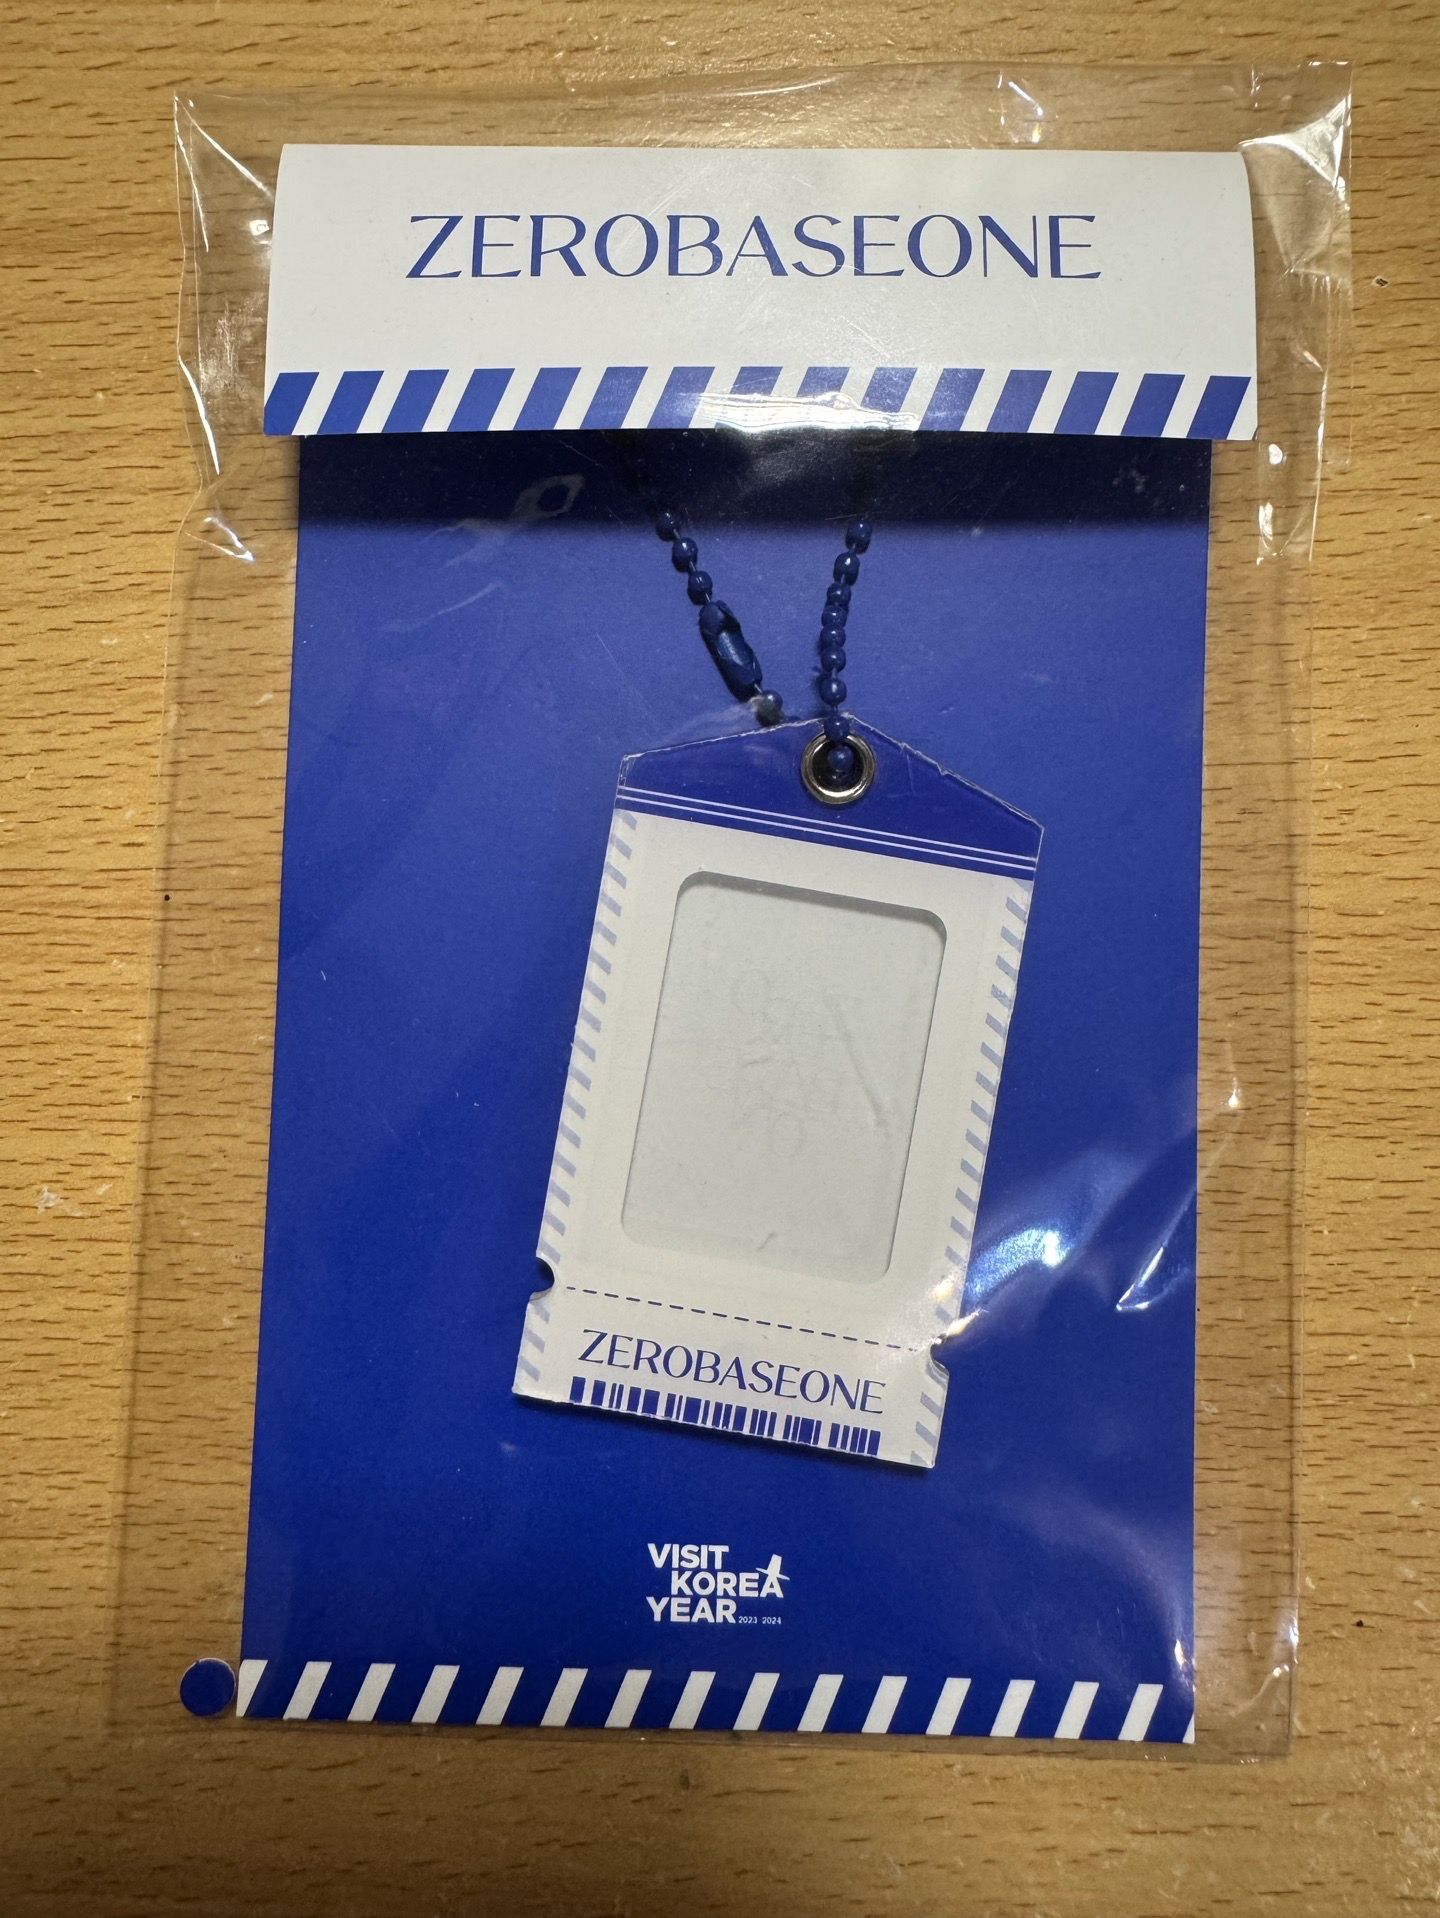 ZEROBASEONE
ZEROBASEONE
VISIT
KOREA
YEAR 2023 2024